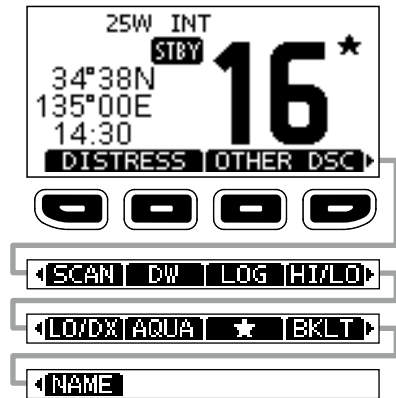 25W INT
STBY
16 ★
34°38N
135°00E
14:30
DISTRESS OTHER DSC
SCAN DW LOG HI/LO
LO/DX AQUA ★ BKLT
NAME